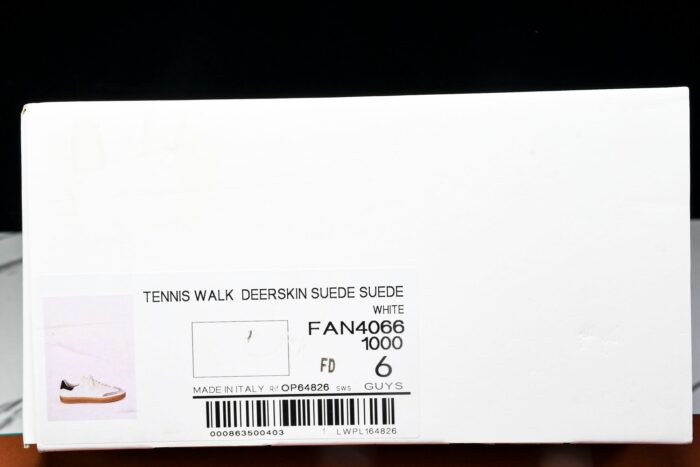 TENNIS WALK DEERSKIN SUEDE SUEDE
WHITE
FAN4066
1000
FD 6
MADE IN ITALY Rif OP64826 SWS GUYS
000863500403 1 LWPL164826